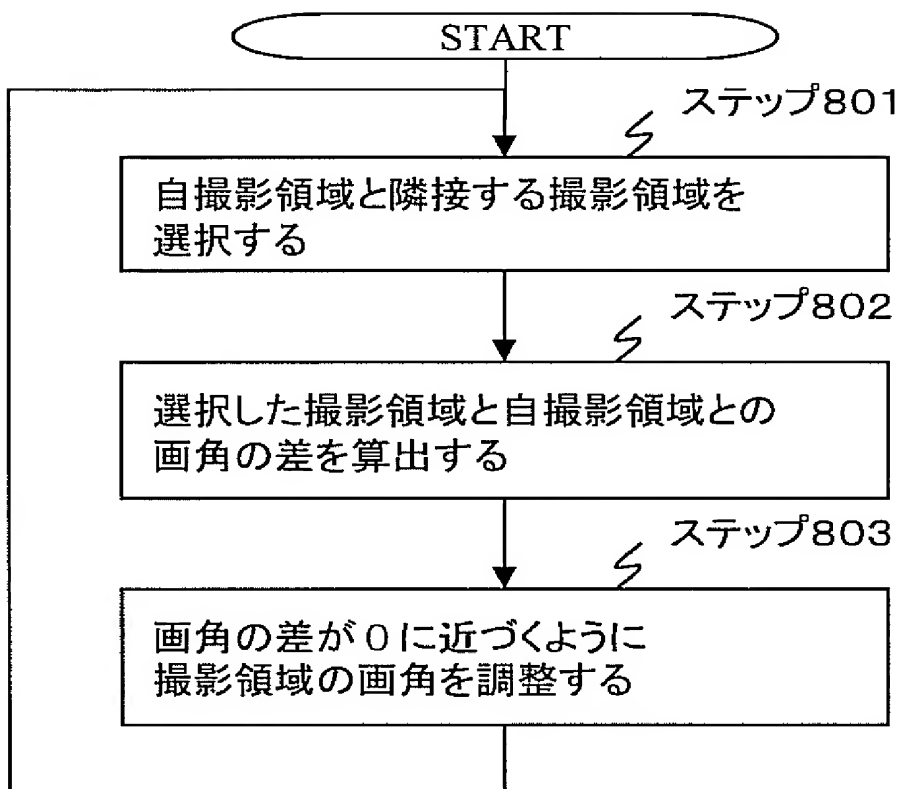 START
ステップ801
自撮影領域と隣接する撮影領域を
選択する
ステップ802
選択した撮影領域と自撮影領域との
画角の差を算出する
ステップ803
画角の差が0に近づくように
撮影領域の画角を調整する